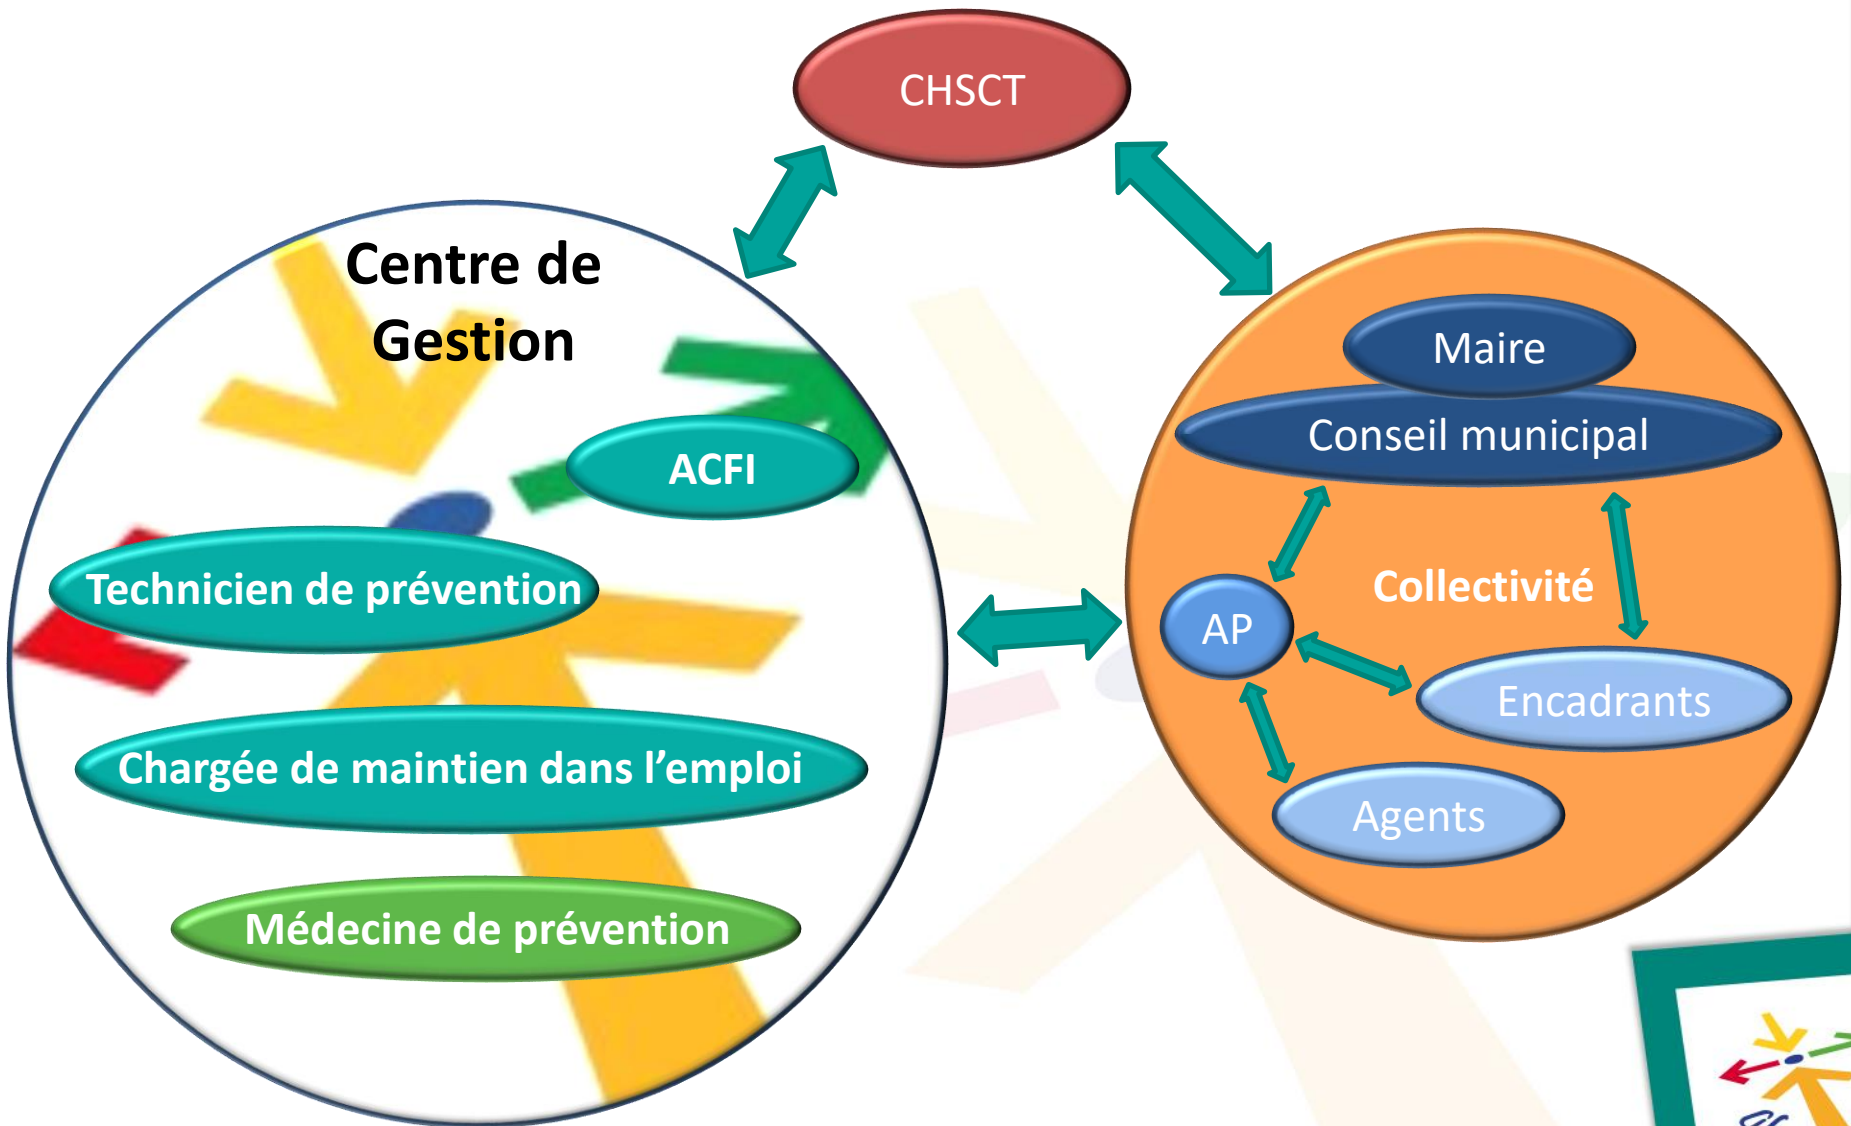 CHSCT
Centre de
Gestion
ACFI
Technicien de prévention
Chargée de maintien dans l'emploi
Médecine de prévention
Maire
Conseil municipal
Collectivité
AP
Encadrants
Agents